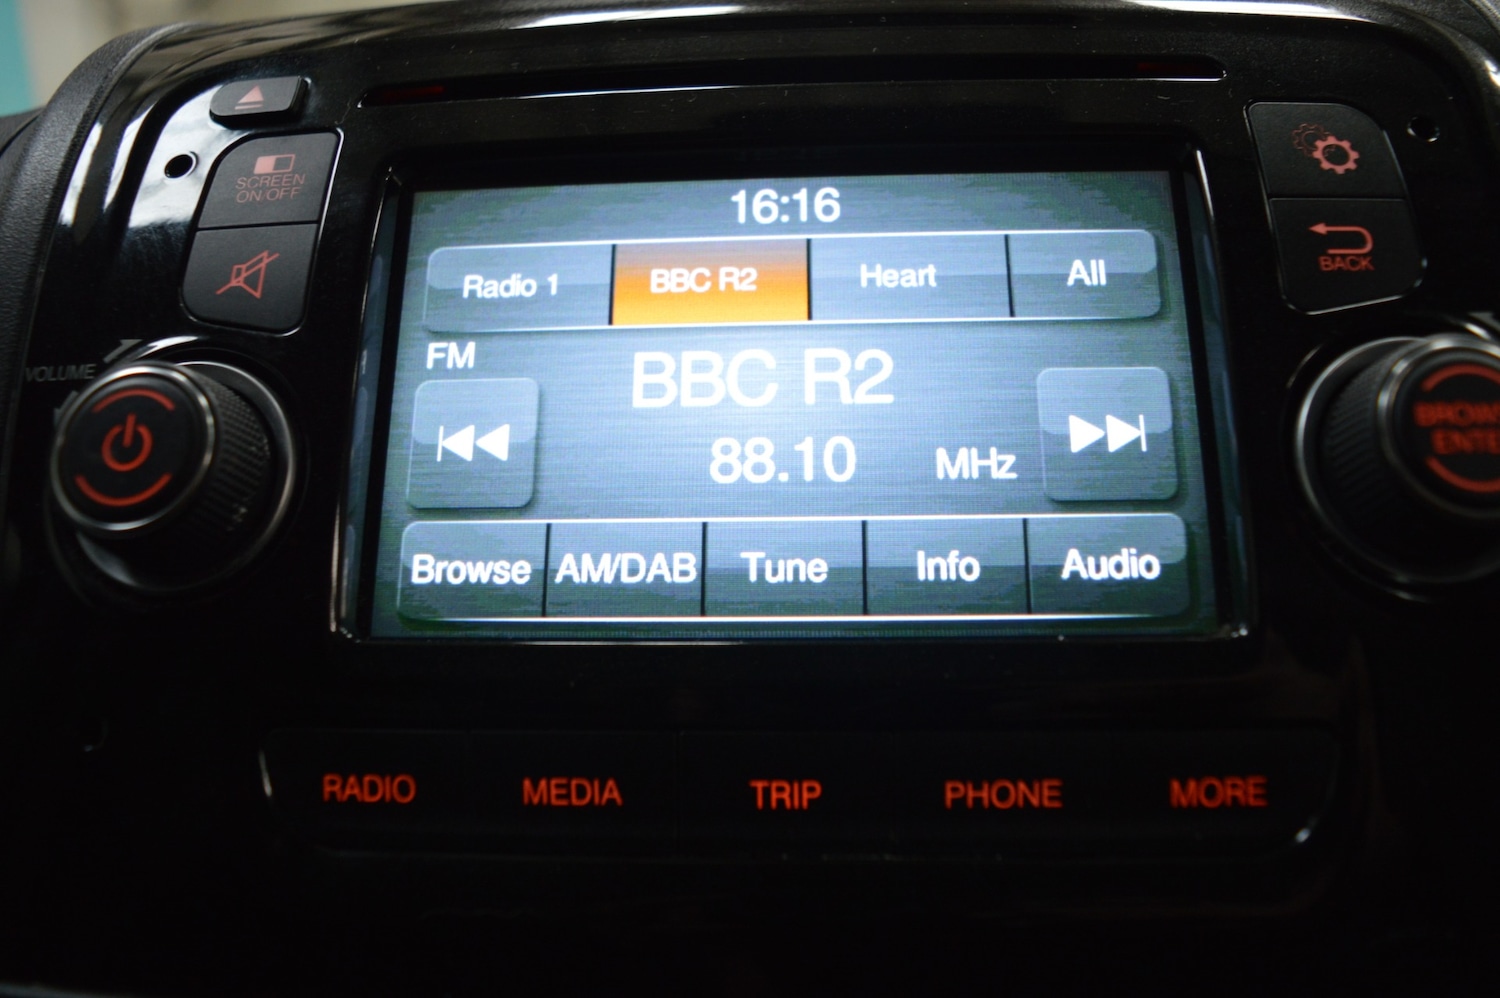 SCREEN
ON/OFF
VOLUME
16:16
Radio 1 BBC R2 Heart All
FM
BBC R2
88.10 MHz
Browse AM/DAB Tune Info Audio
BACK
RADIO MEDIA TRIP PHONE MORE